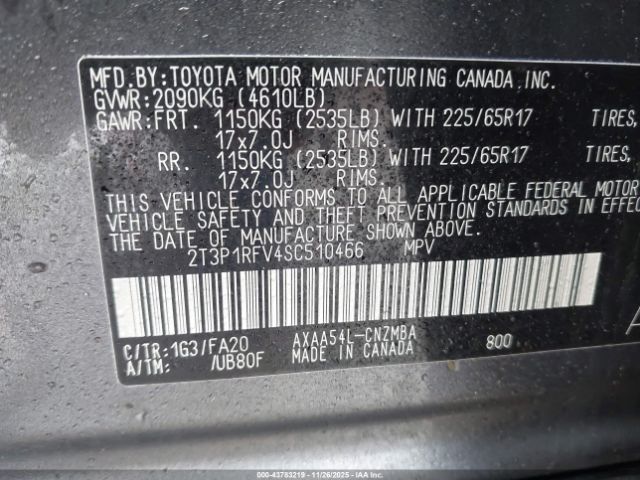 MFD.BY:TOYOTA MOTOR MANUFACTURING CANADA,INC.
GVWR:2090KG (4610LB)
GAWR:FRT. 1150KG (2535LB) WITH 225/65R17 TIRES,
17x7.0J RIMS.
RR. 1150KG (2535LB) WITH 225/65R17 TIRES,
17x7.0J RIMS.
THIS VEHICLE CONFORMS TO ALL APPLICABLE FEDERAL MOTOR
VEHICLE SAFETY AND THEFT PREVENTION STANDARDS IN EFFEC
THE DATE OF MANUFACTURE SHOWN ABOVE.
2T3P1RFV4SC510466 MPV
C/TR:1G3/FA20 AXAA54L-CNZMBA 800
A/TM: /UB80F MADE IN CANADA
000-43783219 - 11/26/2025 - Copyright IAA, LLC.